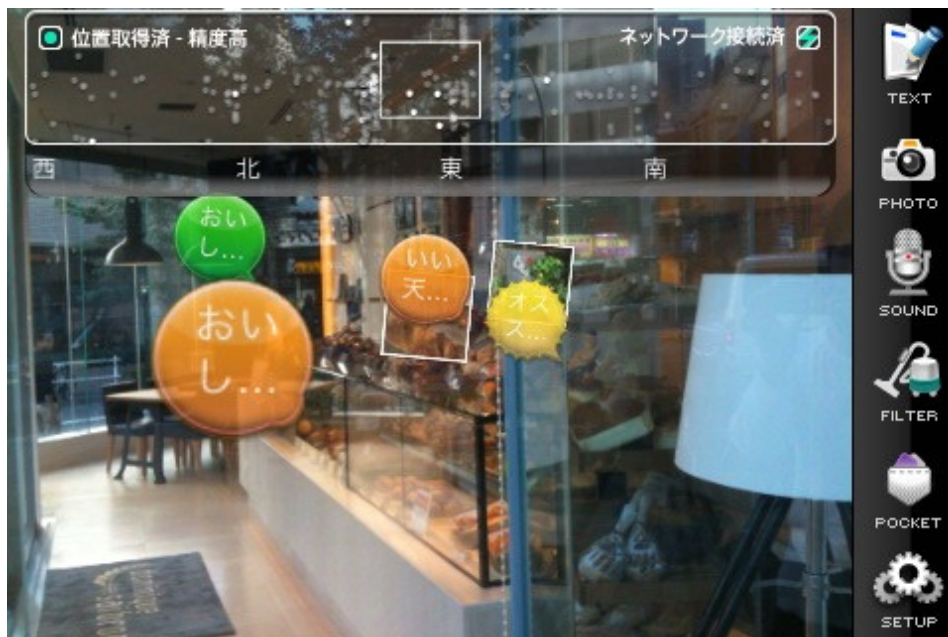 位置取得済 - 精度高
ネットワーク接続済
西
北
東
南
おい
し...
おい
し...
いい
天...
オス
ス...
TEXT
PHOTO
SOUND
FILTER
POCKET
SETUP